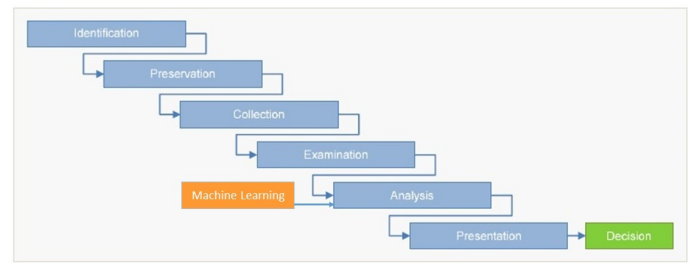 Identification
Preservation
Collection
Examination
Machine Learning
Analysis
Presentation
Decision